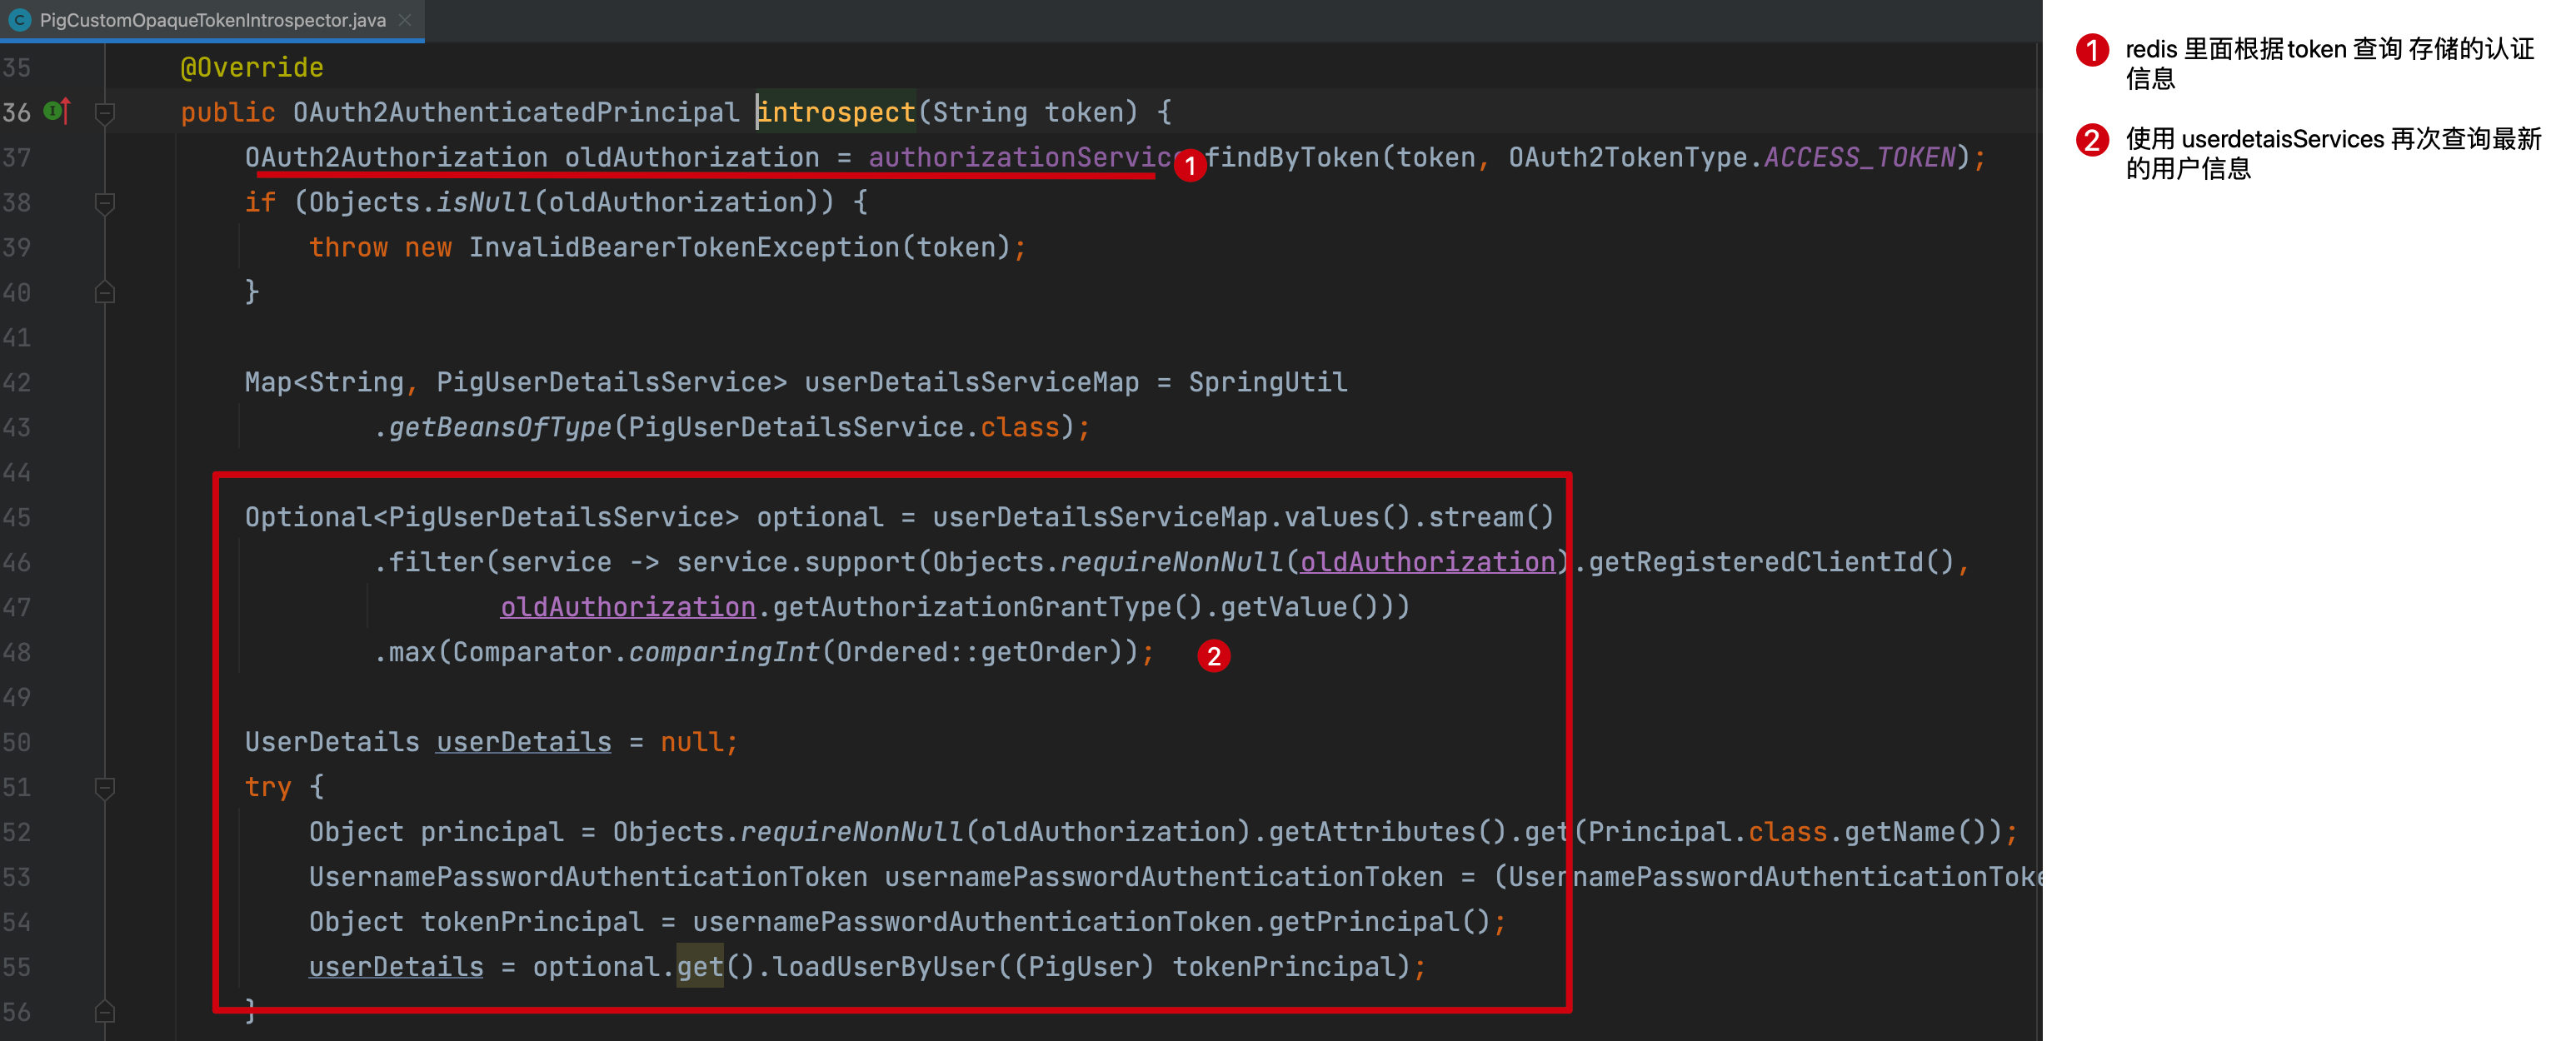 PigCustomOpaqueTokenIntrospector.java
35 @Override
36 public OAuth2AuthenticatedPrincipal introspect(String token) {
37 OAuth2Authorization oldAuthorization = authorizationServic 1 findByToken(token, OAuth2TokenType.ACCESS_TOKEN);
38 if (Objects.isNull(oldAuthorization)) {
39 throw new InvalidBearerTokenException(token);
40 }
41
42 Map<String, PigUserDetailsService> userDetailsServiceMap = SpringUtil
43 .getBeansOfType(PigUserDetailsService.class);
44
45 Optional<PigUserDetailsService> optional = userDetailsServiceMap.values().stream()
46 .filter(service -> service.support(Objects.requireNonNull(oldAuthorization).getRegisteredClientId(),
47 oldAuthorization.getAuthorizationGrantType().getValue()))
48 .max(Comparator.comparingInt(Ordered::getOrder)); 2
49
50 UserDetails userDetails = null;
51 try {
52 Object principal = Objects.requireNonNull(oldAuthorization).getAttributes().get(Principal.class.getName());
53 UsernamePasswordAuthenticationToken usernamePasswordAuthenticationToken = (UsernamePasswordAuthenticationToke
54 Object tokenPrincipal = usernamePasswordAuthenticationToken.getPrincipal();
55 userDetails = optional.get().loadUserByUser((PigUser) tokenPrincipal);
56 }
1 redis 里面根据token 查询 存储的认证
信息
2 使用 userdetaisServices 再次查询最新
的用户信息